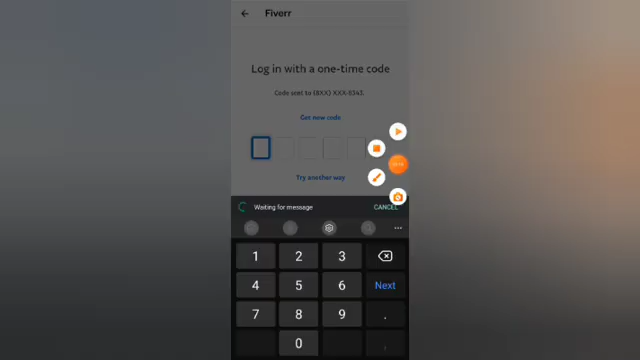 Fiverr
Log in with a one-time code
Code sent to (8XX) XXX-9343.
Get new code
Try another way
Waiting for message
CANCEL
1 2 3
4 5 6 Next
7 8 9 .
0 ,